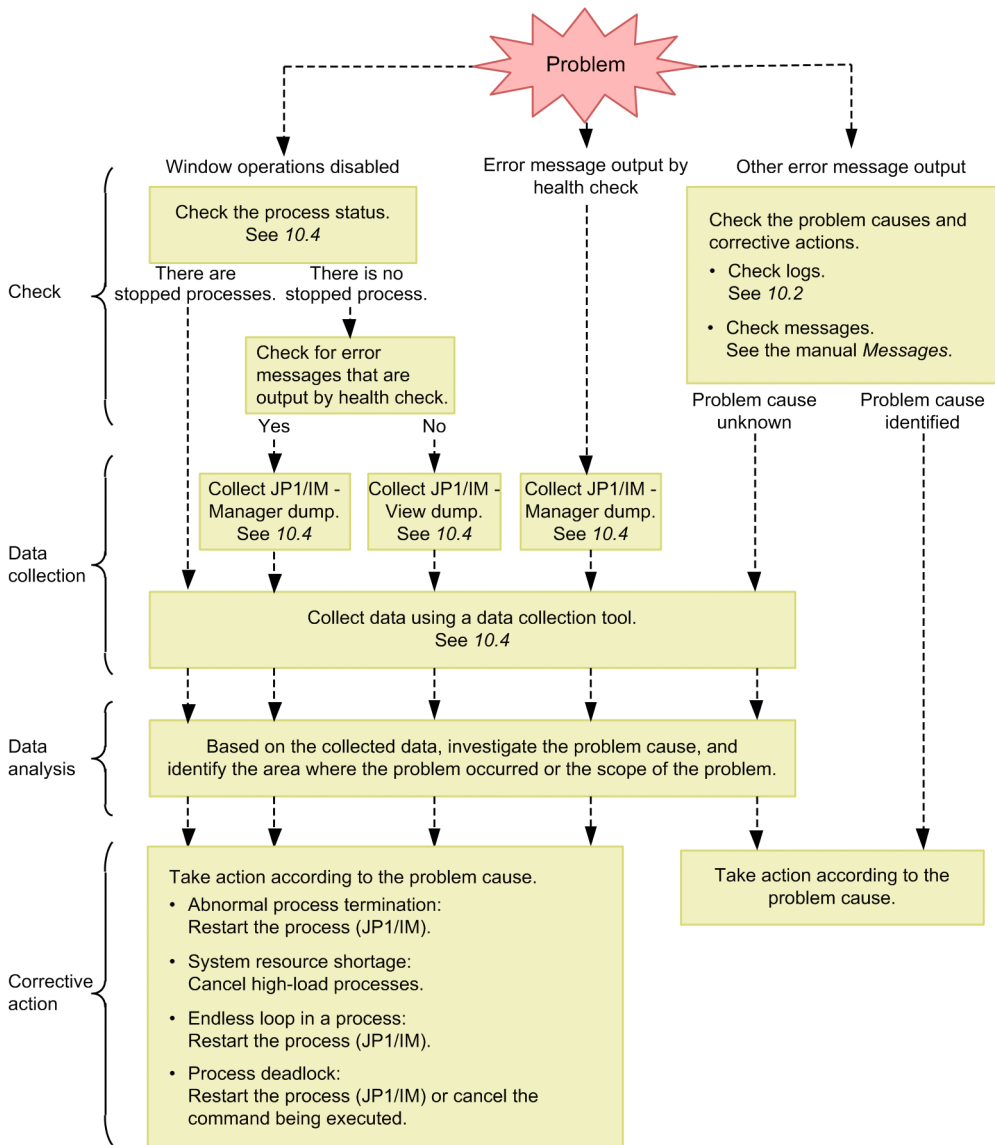 Problem
Window operations disabled
Error message output by
health check
Other error message output
Check
Check the process status.
See 10.4
There are
stopped processes.
There is no
stopped process.
Check for error
messages that are
output by health check.
Yes
No
Check the problem causes and
corrective actions.
• Check logs.
See 10.2
• Check messages.
See the manual Messages.
Problem cause
unknown
Problem cause
identified
Data
collection
Collect JP1/IM -
Manager dump.
See 10.4
Collect JP1/IM -
View dump.
See 10.4
Collect JP1/IM -
Manager dump.
See 10.4
Collect data using a data collection tool.
See 10.4
Data
analysis
Based on the collected data, investigate the problem cause, and
identify the area where the problem occurred or the scope of the problem.
Corrective
action
Take action according to the problem cause.
• Abnormal process termination:
Restart the process (JP1/IM).
• System resource shortage:
Cancel high-load processes.
• Endless loop in a process:
Restart the process (JP1/IM).
• Process deadlock:
Restart the process (JP1/IM) or cancel the
command being executed.
Take action according to the
problem cause.